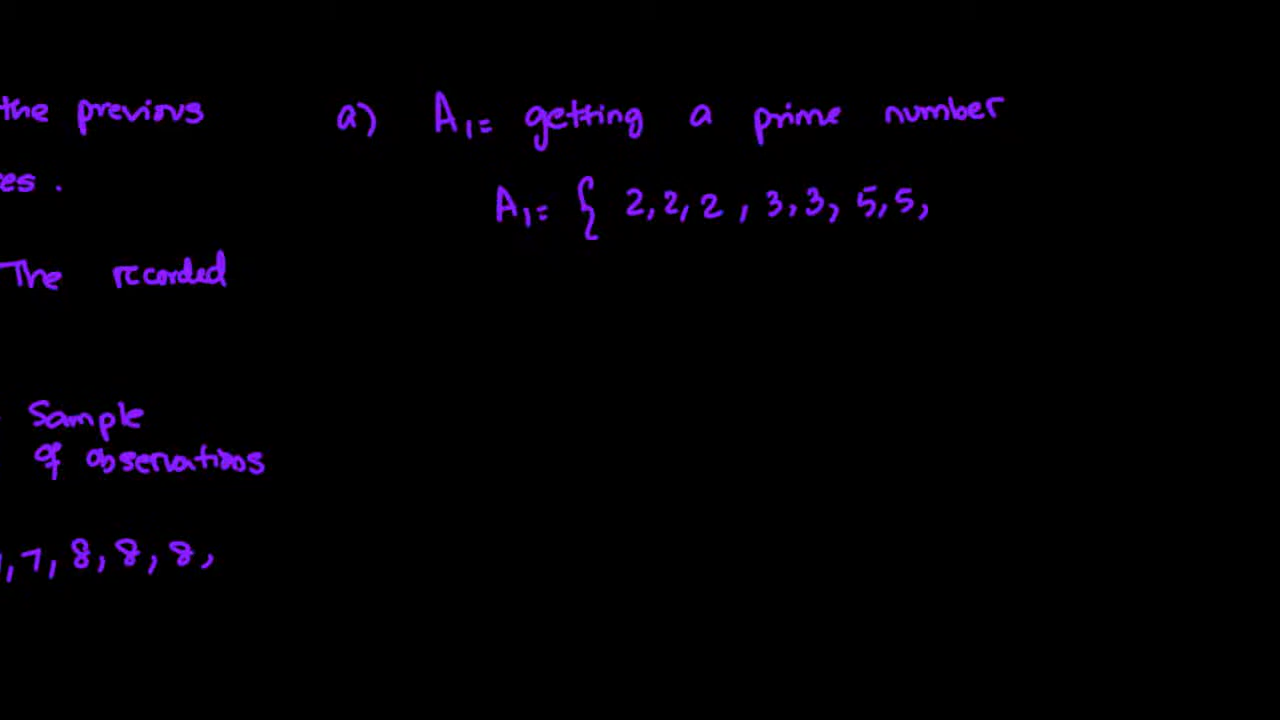 the previous
es.
The recorded
Sample
of observations
,7,8,8,8,
a) A1= getting a prime number
A1= { 2,2,2,3,3,5,5,